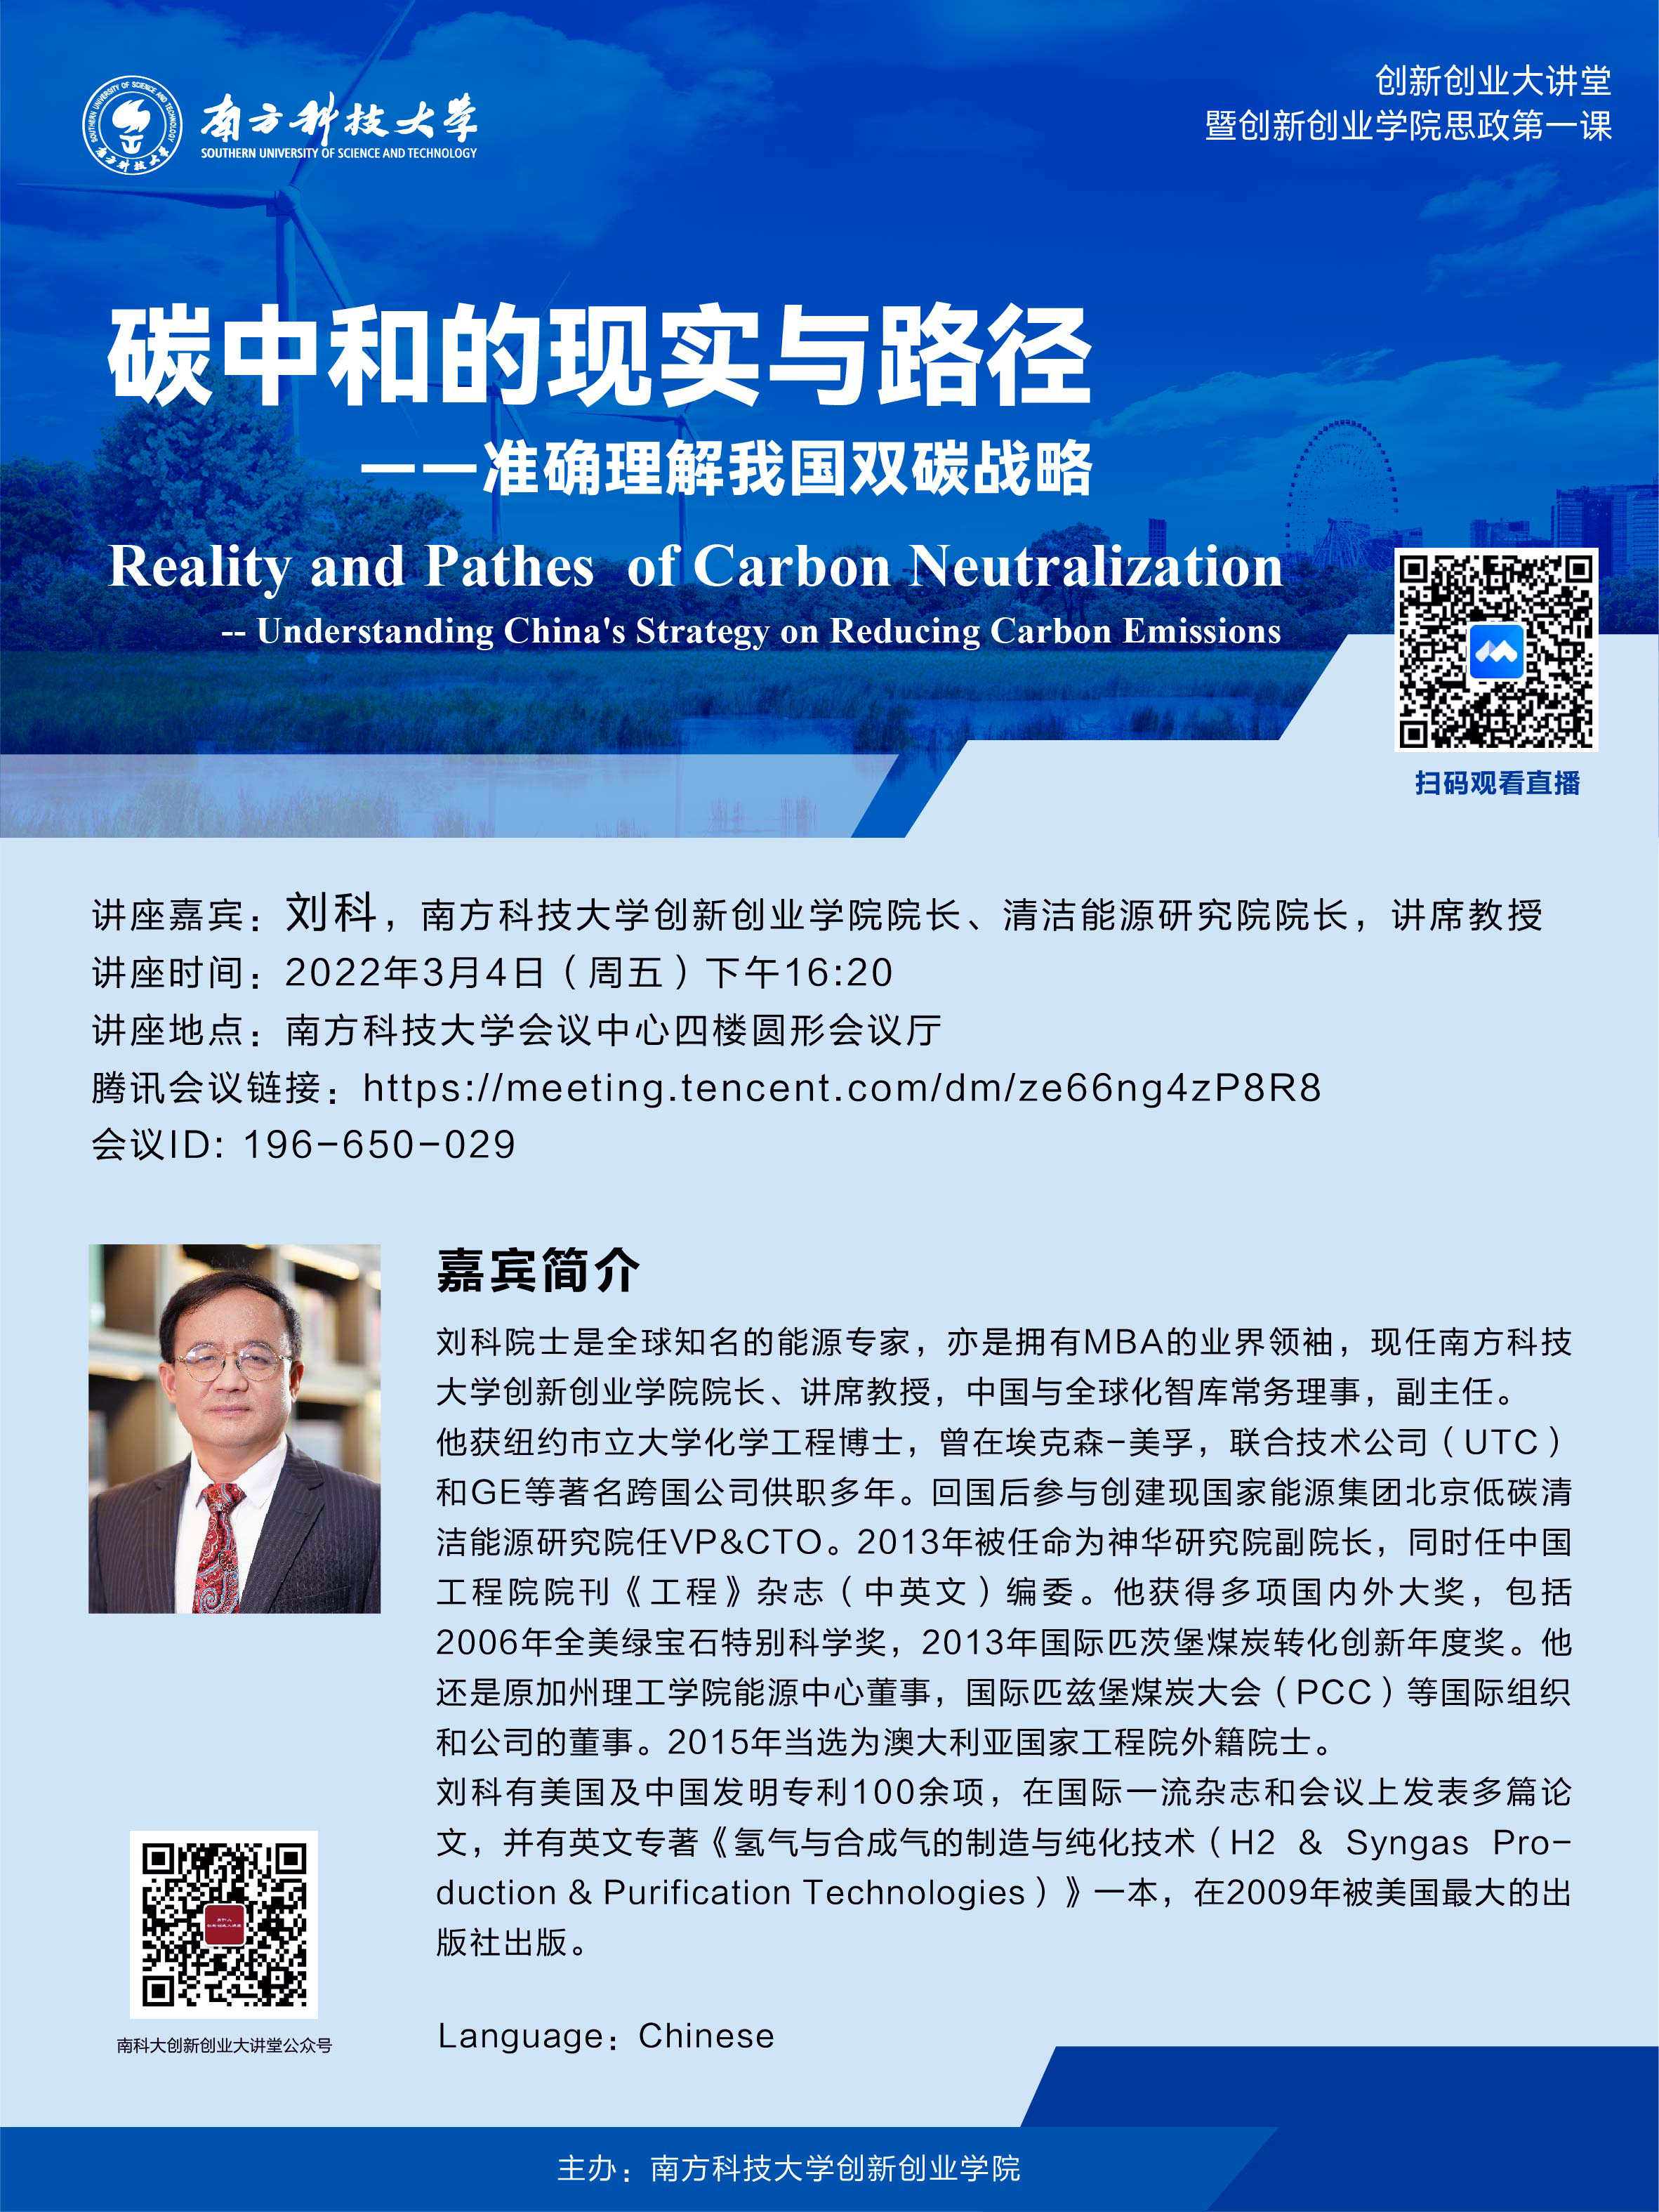 南方科技大学
SOUTHERN UNIVERSITY OF SCIENCE AND TECHNOLOGY
创新创业大讲堂
暨创新创业学院思政第一课
碳中和的现实与路径
——准确理解我国双碳战略
Reality and Pathes of Carbon Neutralization
-- Understanding China's Strategy on Reducing Carbon Emissions
扫码观看直播
讲座嘉宾：刘科，南方科技大学创新创业学院院长、清洁能源研究院院长，讲席教授
讲座时间：2022年3月4日（周五）下午16:20
讲座地点：南方科技大学会议中心四楼圆形会议厅
腾讯会议链接：https://meeting.tencent.com/dm/ze66ng4zP8R8
会议ID: 196-650-029
嘉宾简介
刘科院士是全球知名的能源专家，亦是拥有MBA的业界领袖，现任南方科技
大学创新创业学院院长、讲席教授，中国与全球化智库常务理事，副主任。
他获纽约市立大学化学工程博士，曾在埃克森-美孚，联合技术公司（UTC）
和GE等著名跨国公司供职多年。回国后参与创建现国家能源集团北京低碳清
洁能源研究院任VP&CTO。2013年被任命为神华研究院副院长，同时任中国
工程院院刊《工程》杂志（中英文）编委。他获得多项国内外大奖，包括
2006年全美绿宝石特别科学奖，2013年国际匹茨堡煤炭转化创新年度奖。他
还是原加州理工学院能源中心董事，国际匹兹堡煤炭大会（PCC）等国际组织
和公司的董事。2015年当选为澳大利亚国家工程院外籍院士。
刘科有美国及中国发明专利100余项，在国际一流杂志和会议上发表多篇论
文，并有英文专著《氢气与合成气的制造与纯化技术（H2 & Syngas Pro-
duction & Purification Technologies）》一本，在2009年被美国最大的出
版社出版。
南科大创新创业大讲堂公众号
Language：Chinese
主办：南方科技大学创新创业学院